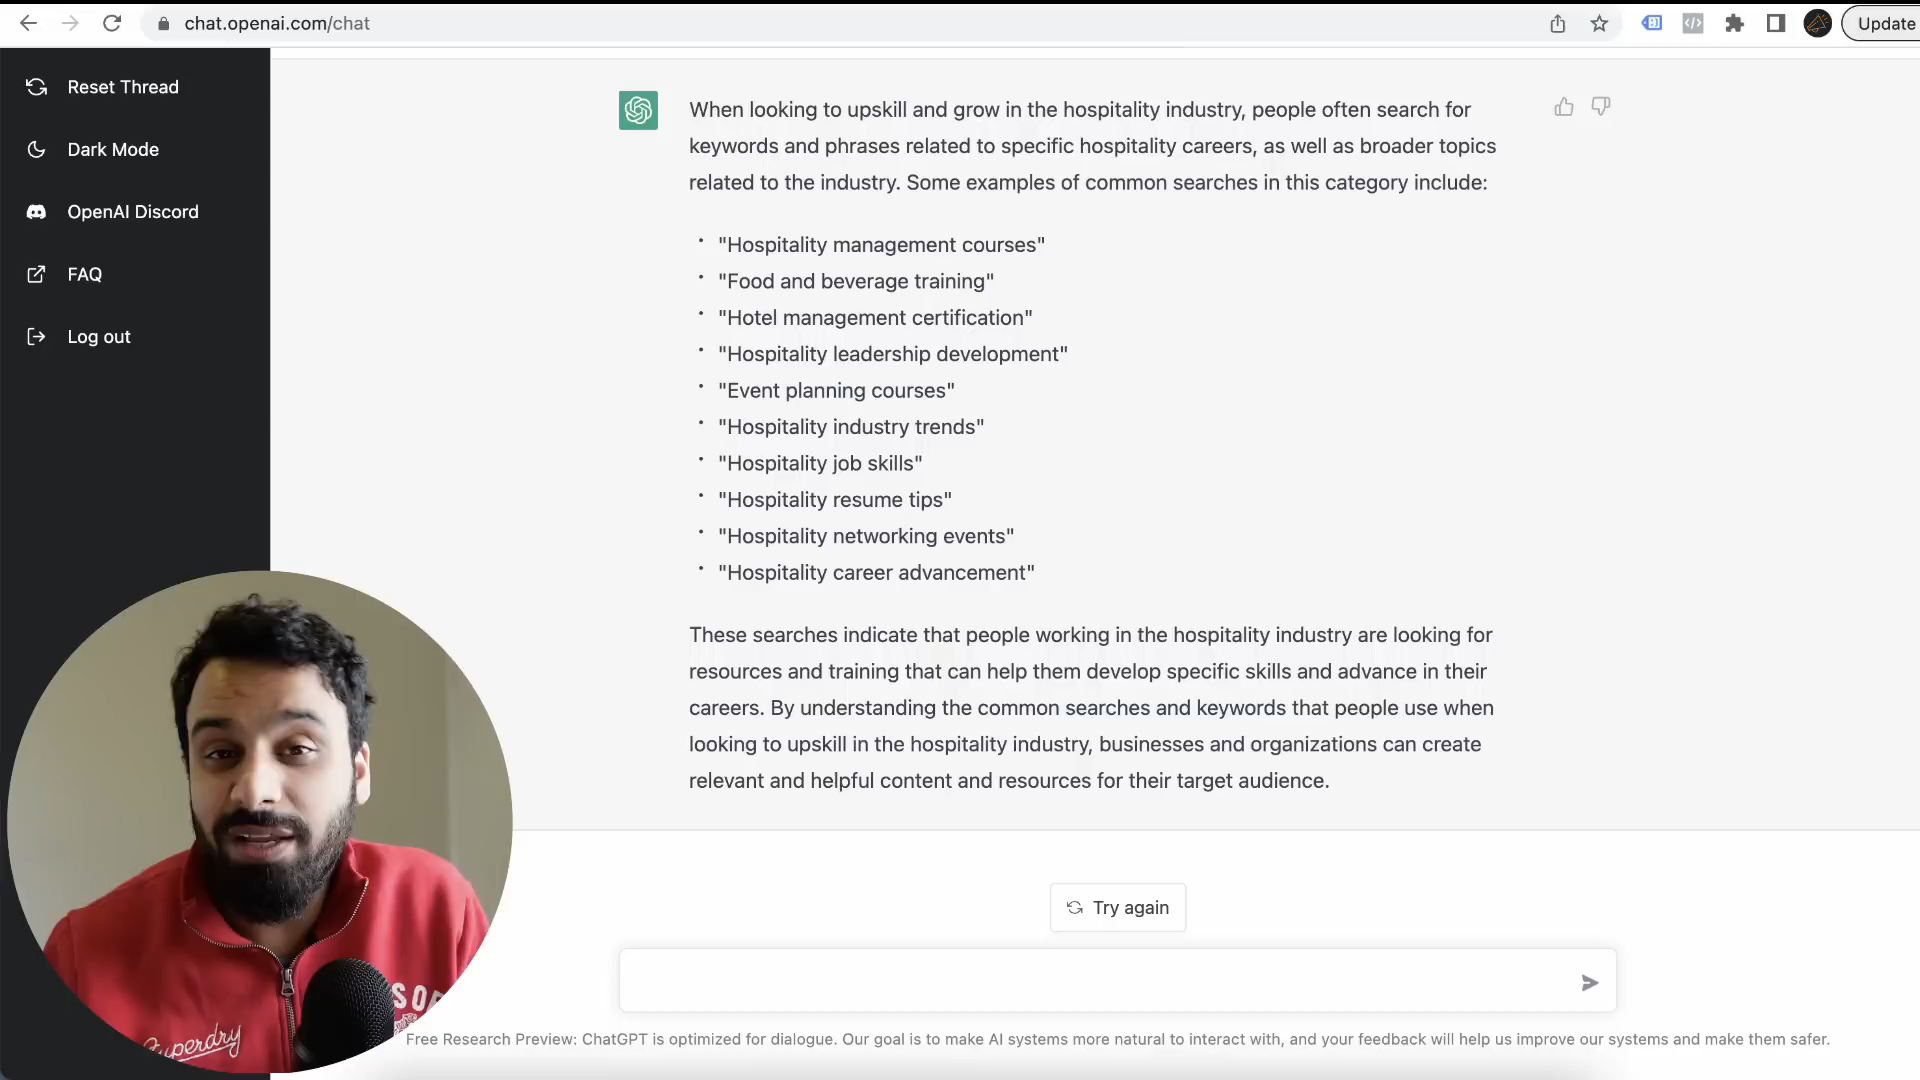 chat.openai.com/chat
Update
Reset Thread
Dark Mode
OpenAI Discord
FAQ
Log out
When looking to upskill and grow in the hospitality industry, people often search for
keywords and phrases related to specific hospitality careers, as well as broader topics
related to the industry. Some examples of common searches in this category include:
• "Hospitality management courses"
• "Food and beverage training"
• "Hotel management certification"
• "Hospitality leadership development"
• "Event planning courses"
• "Hospitality industry trends"
• "Hospitality job skills"
• "Hospitality resume tips"
• "Hospitality networking events"
• "Hospitality career advancement"
These searches indicate that people working in the hospitality industry are looking for
resources and training that can help them develop specific skills and advance in their
careers. By understanding the common searches and keywords that people use when
looking to upskill in the hospitality industry, businesses and organizations can create
relevant and helpful content and resources for their target audience.
Try again
Free Research Preview: ChatGPT is optimized for dialogue. Our goal is to make AI systems more natural to interact with, and your feedback will help us improve our systems and make them safer.
Superdry